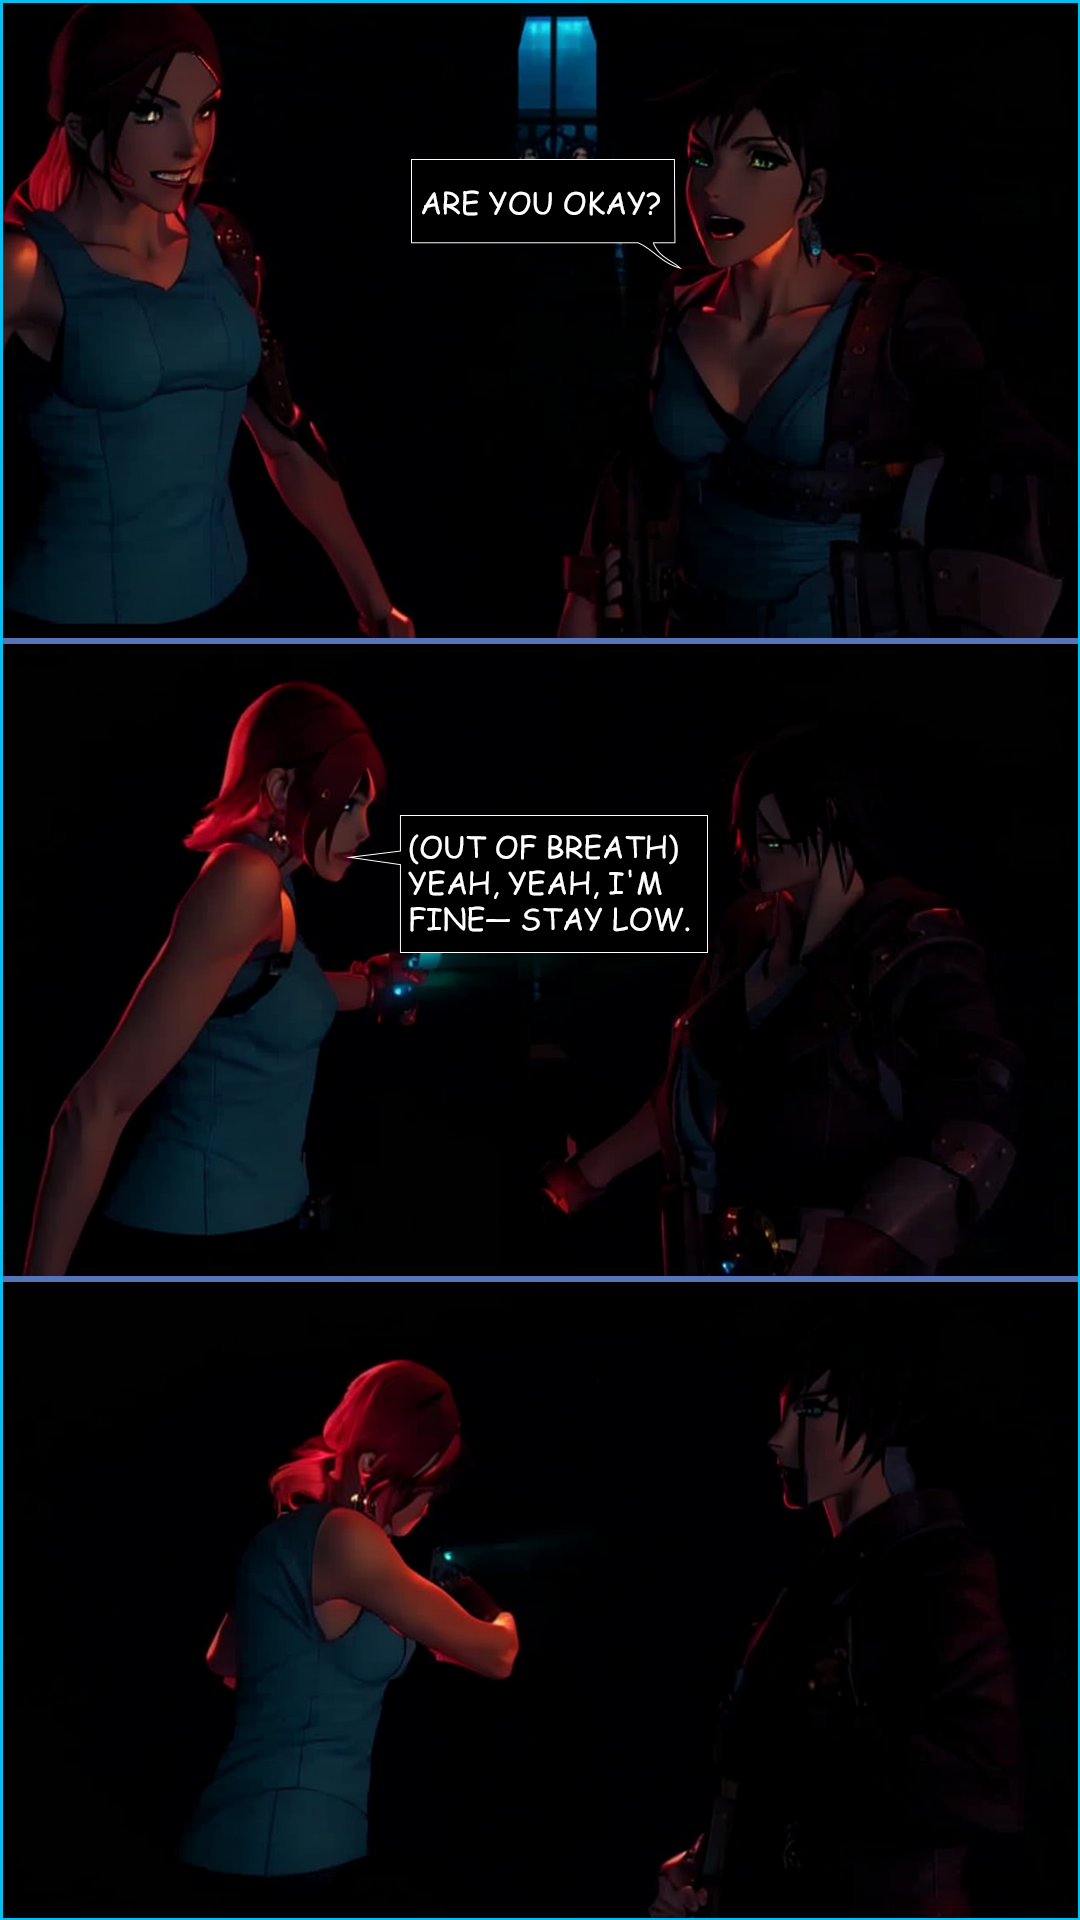 ARE YOU OKAY?
(OUT OF BREATH)
YEAH, YEAH, I'M
FINE— STAY LOW.